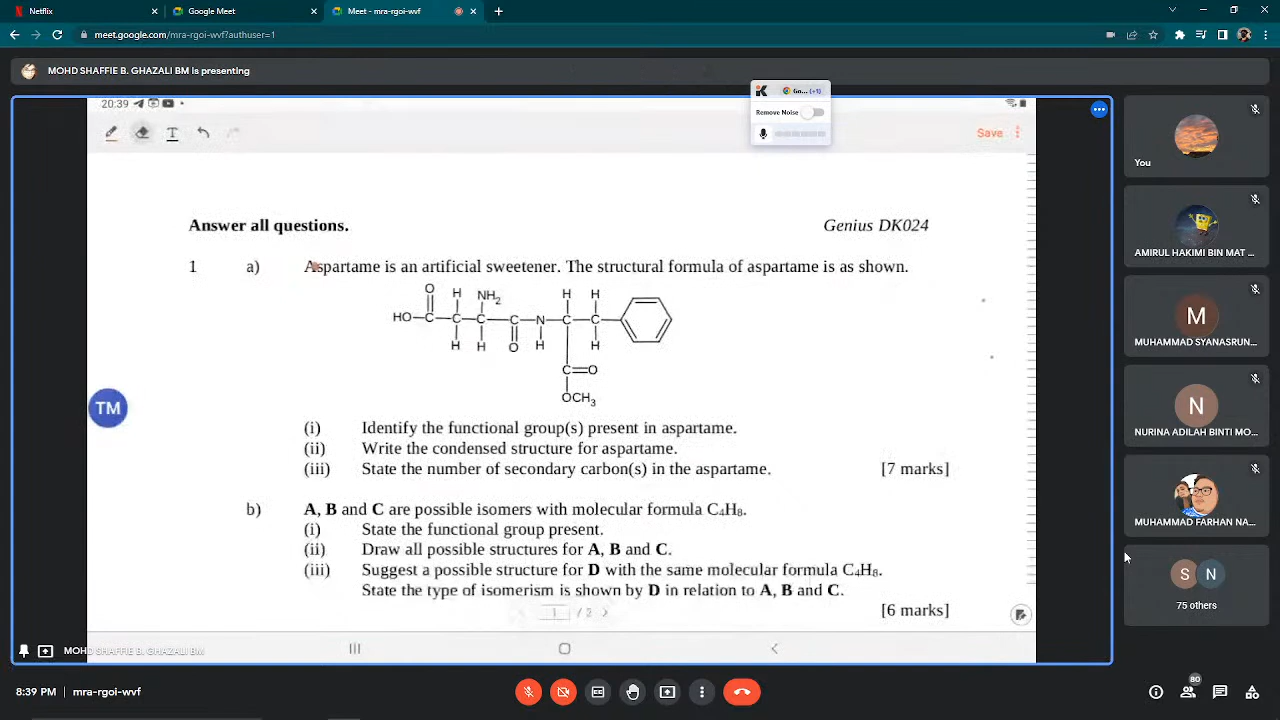 Netflix
Google Meet
Meet - mra-rgoi-wvf
meet.google.com/mra-rgoi-wvf?authuser=1
MOHD SHAFFIE B. GHAZALI BM is presenting
Go... (+1)
Remove Noise
20:39
Save
Answer all questions.
Genius DK024
1 a) Aspartame is an artificial sweetener. The structural formula of aspartame is as shown.
O H NH2 H H
HO C C C C N C C
H H O H H
C O
OCH3
(i) Identify the functional group(s) present in aspartame.
(ii) Write the condensed structure for aspartame.
(iii) State the number of secondary carbon(s) in the aspartame. [7 marks]
b) A, B and C are possible isomers with molecular formula C4H8.
(i) State the functional group present.
(ii) Draw all possible structures for A, B and C.
(iii) Suggest a possible structure for D with the same molecular formula C4H8.
State the type of isomerism is shown by D in relation to A, B and C.
[6 marks]
1 / 2
TM
MOHD SHAFFIE B. GHAZALI BM
You
AMIRUL HAKIMI BIN MAT ...
M
MUHAMMAD SYANASRUN...
N
NURINA ADILAH BINTI MO...
MUHAMMAD FARHAN NA...
S N
75 others
8:39 PM | mra-rgoi-wvf
80